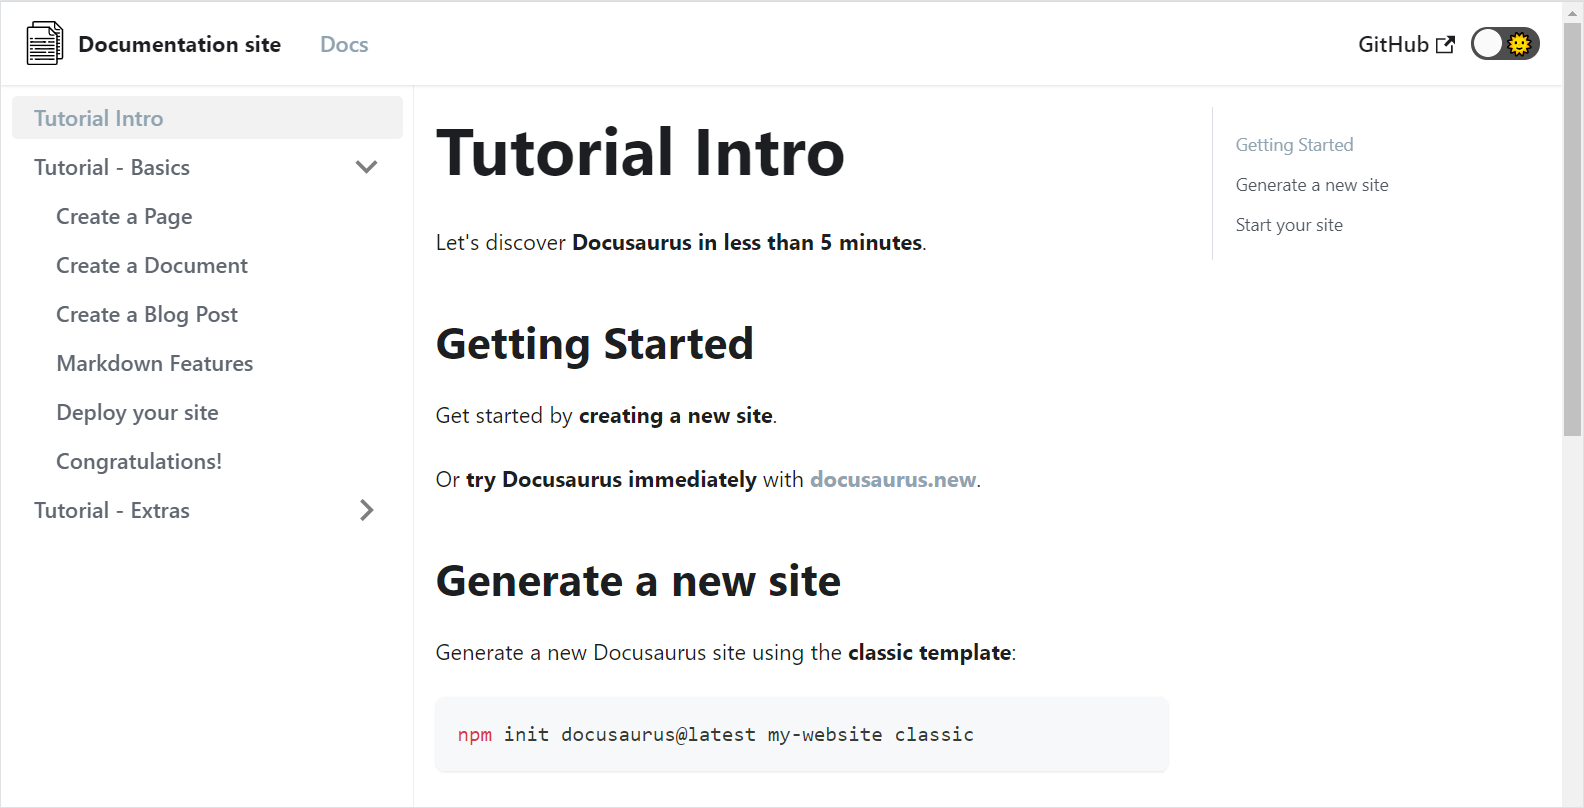 Documentation site
Docs
GitHub
Tutorial Intro
Tutorial - Basics
Create a Page
Create a Document
Create a Blog Post
Markdown Features
Deploy your site
Congratulations!
Tutorial - Extras
Tutorial Intro
Let's discover Docusaurus in less than 5 minutes.
Getting Started
Get started by creating a new site.
Or try Docusaurus immediately with docusaurus.new.
Generate a new site
Generate a new Docusaurus site using the classic template:
npm init docusaurus@latest my-website classic
Getting Started
Generate a new site
Start your site